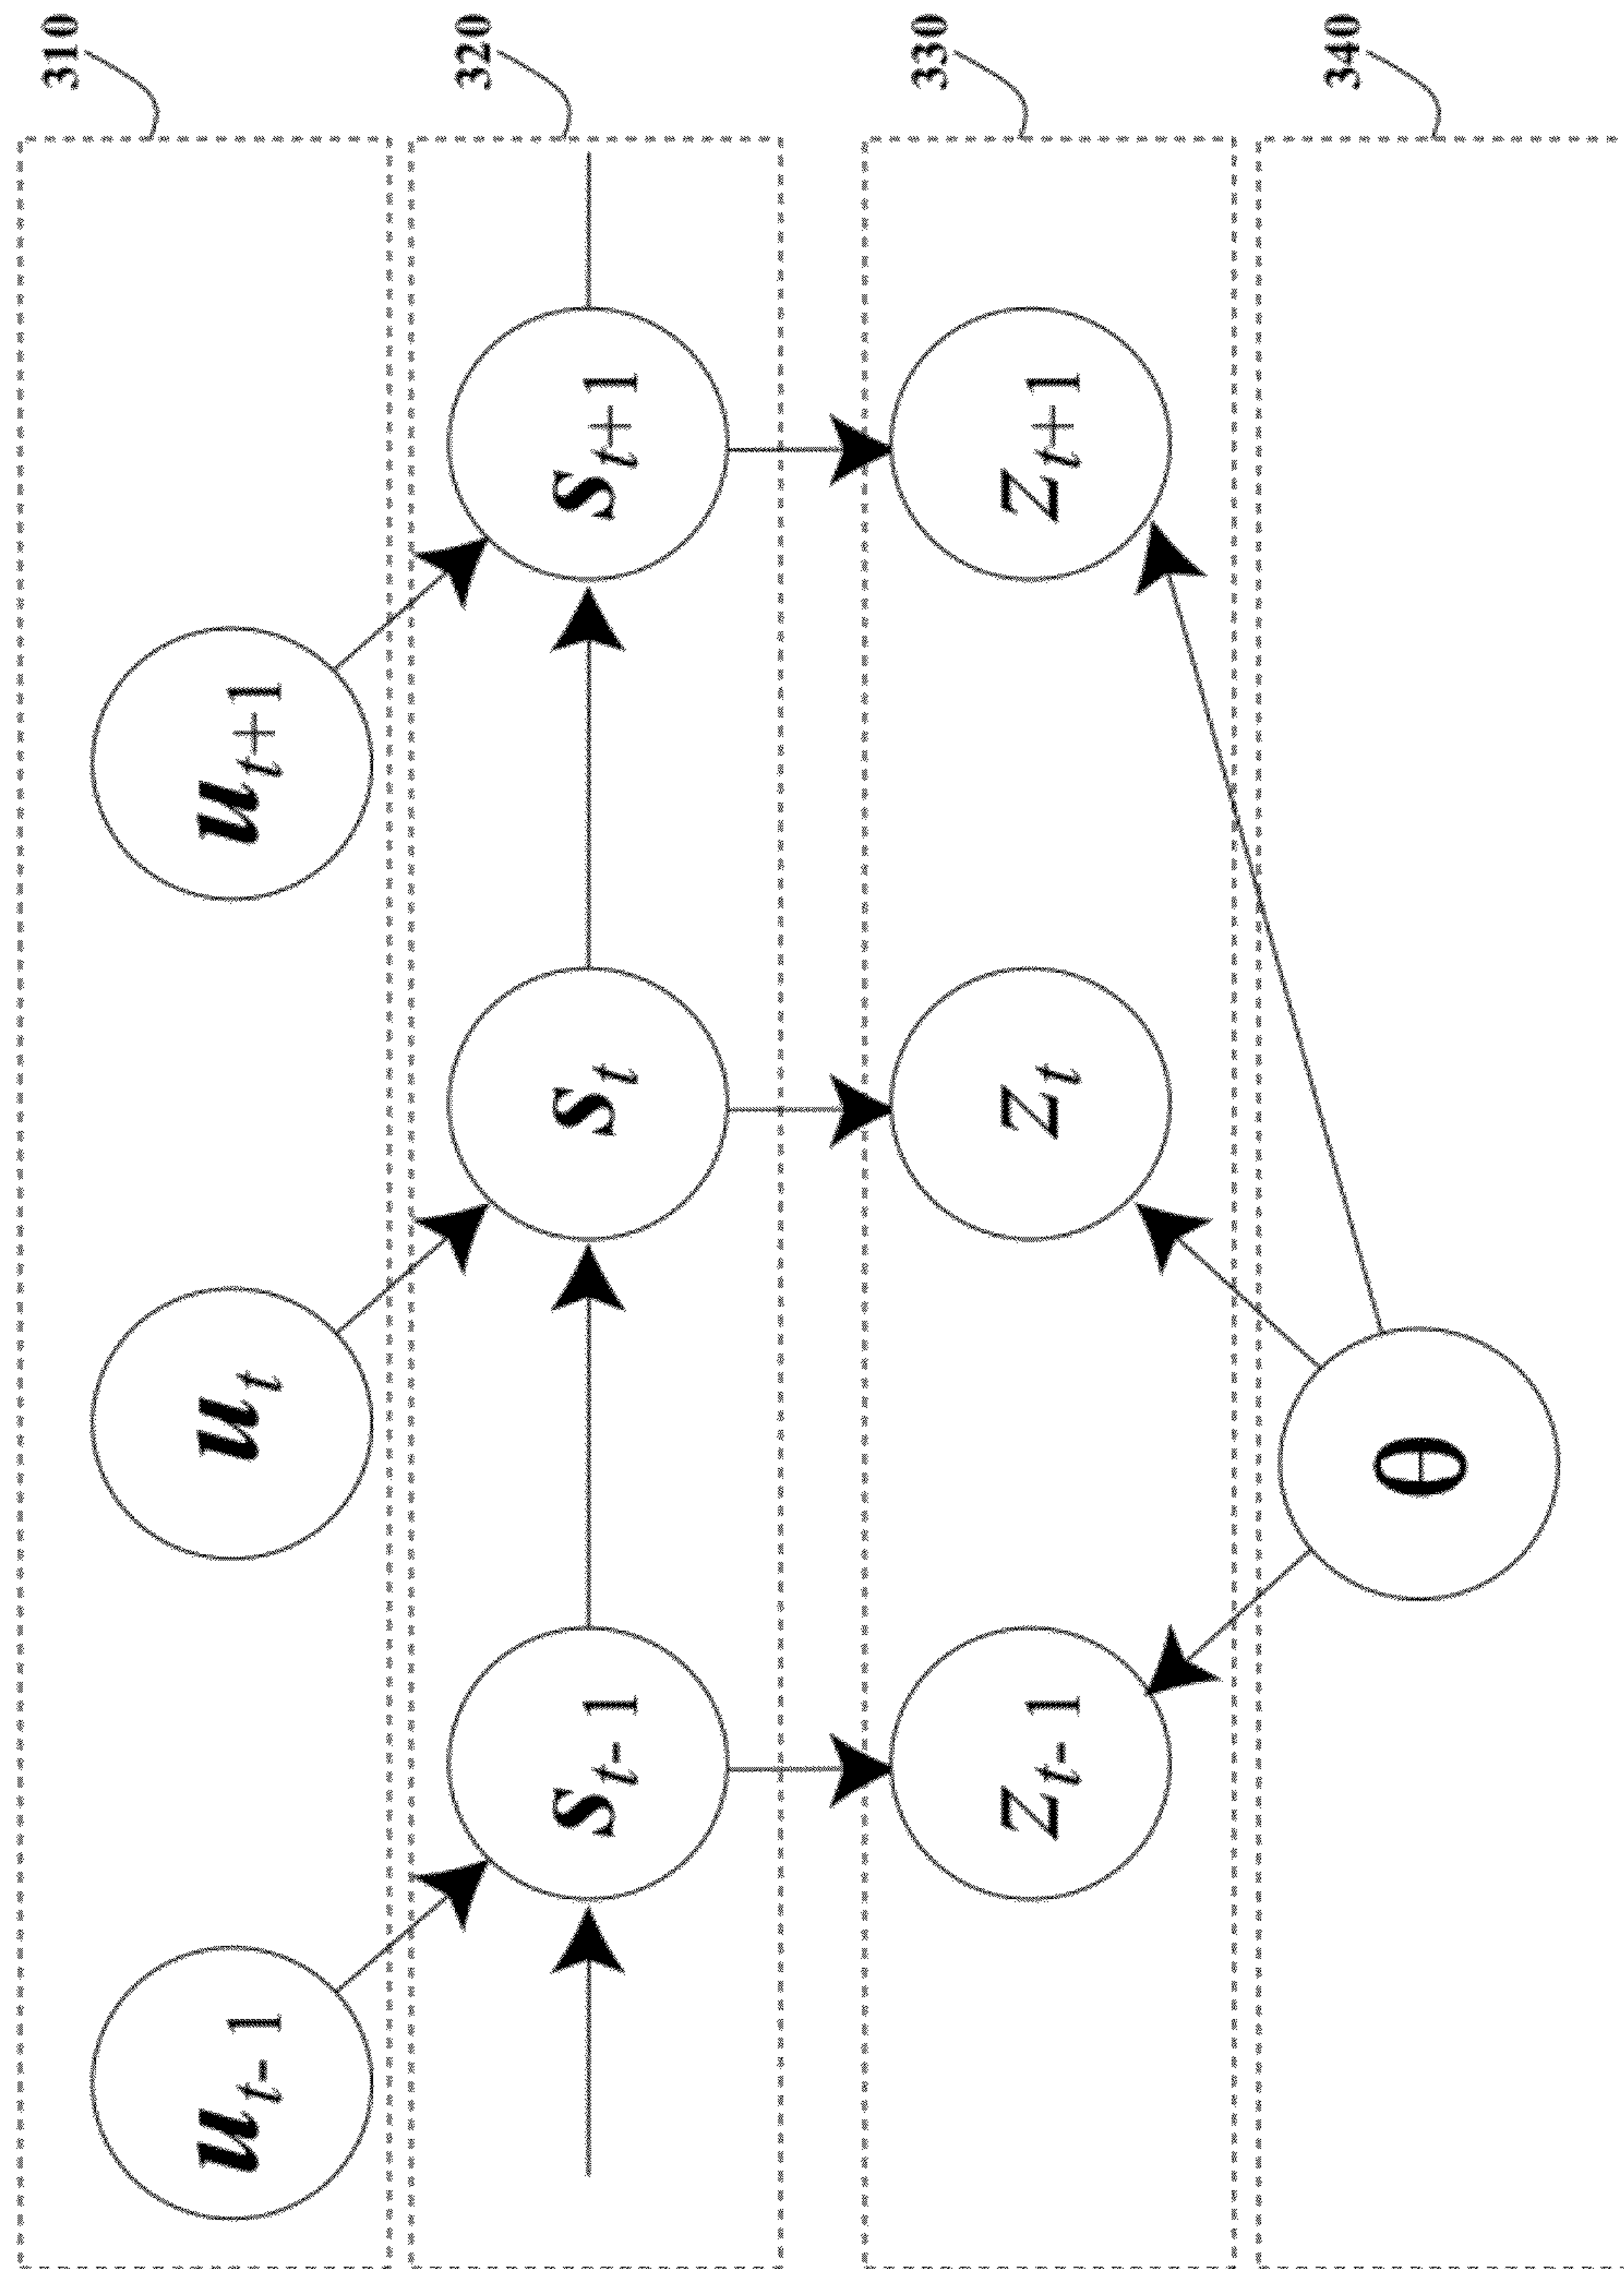 310
u_{t-1}
u_t
u_{t+1}
320
s_{t-1}
s_t
s_{t+1}
330
z_{t-1}
z_t
z_{t+1}
340
θ